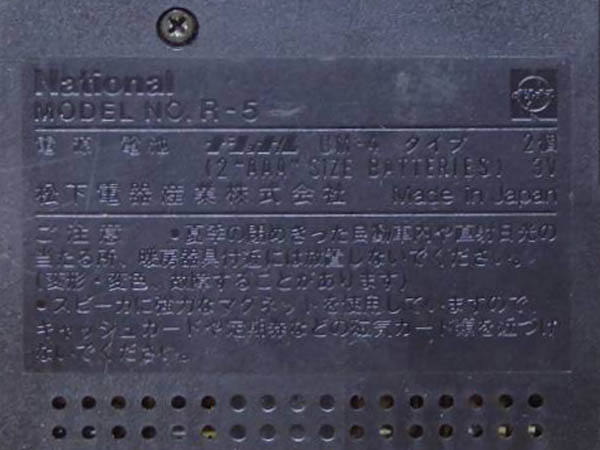 National
MODEL NO. R-5
電源 電池 UM-4 タイプ 2個
(2-"AAA" SIZE BATTERIES) 3V
松下電器産業株式会社 Made in Japan
ご注意 •夏季の閉めきった自動車内や直射日光の
当たる所、暖房器具付近には放置しないでください。
(変形・変色、故障することがあります)
•スピーカに強力なマグネットを使用していますので、
キャッシュカードや定期券などの磁気カード類を近づけ
ないでください。